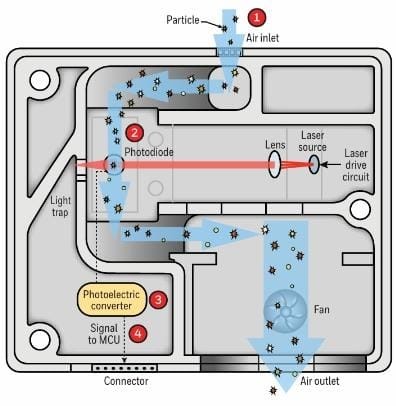 Particle
1
Air inlet
2
Photodiode
Lens
Laser
source
Laser
drive
circuit
Light
trap
Photoelectric
converter
3
Signal
to MCU
4
Fan
Connector
Air outlet